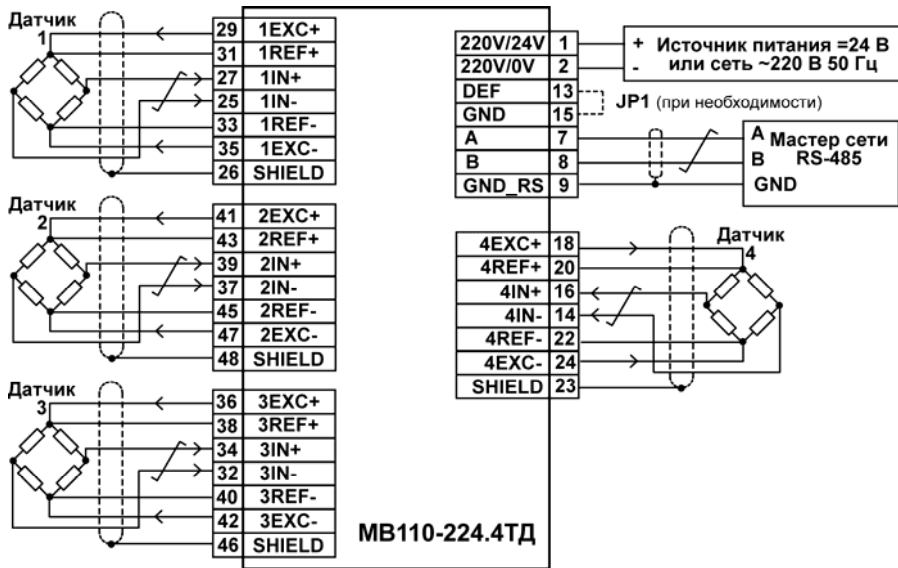 Датчик
1
29 1EXC+
31 1REF+
27 1IN+
25 1IN-
33 1REF-
35 1EXC-
26 SHIELD
Датчик
2
41 2EXC+
43 2REF+
39 2IN+
37 2IN-
45 2REF-
47 2EXC-
48 SHIELD
Датчик
3
36 3EXC+
38 3REF+
34 3IN+
32 3IN-
40 3REF-
42 3EXC-
46 SHIELD
МВ110-224.4ТД
220V/24V 1
220V/0V 2
DEF 13
GND 15
A 7
B 8
GND_RS 9
+ Источник питания =24 В
- или сеть ~220 В 50 Гц
JP1 (при необходимости)
A Мастер сети
B RS-485
GND
4EXC+ 18
4REF+ 20
4IN+ 16
4IN- 14
4REF- 22
4EXC- 24
SHIELD 23
Датчик
4